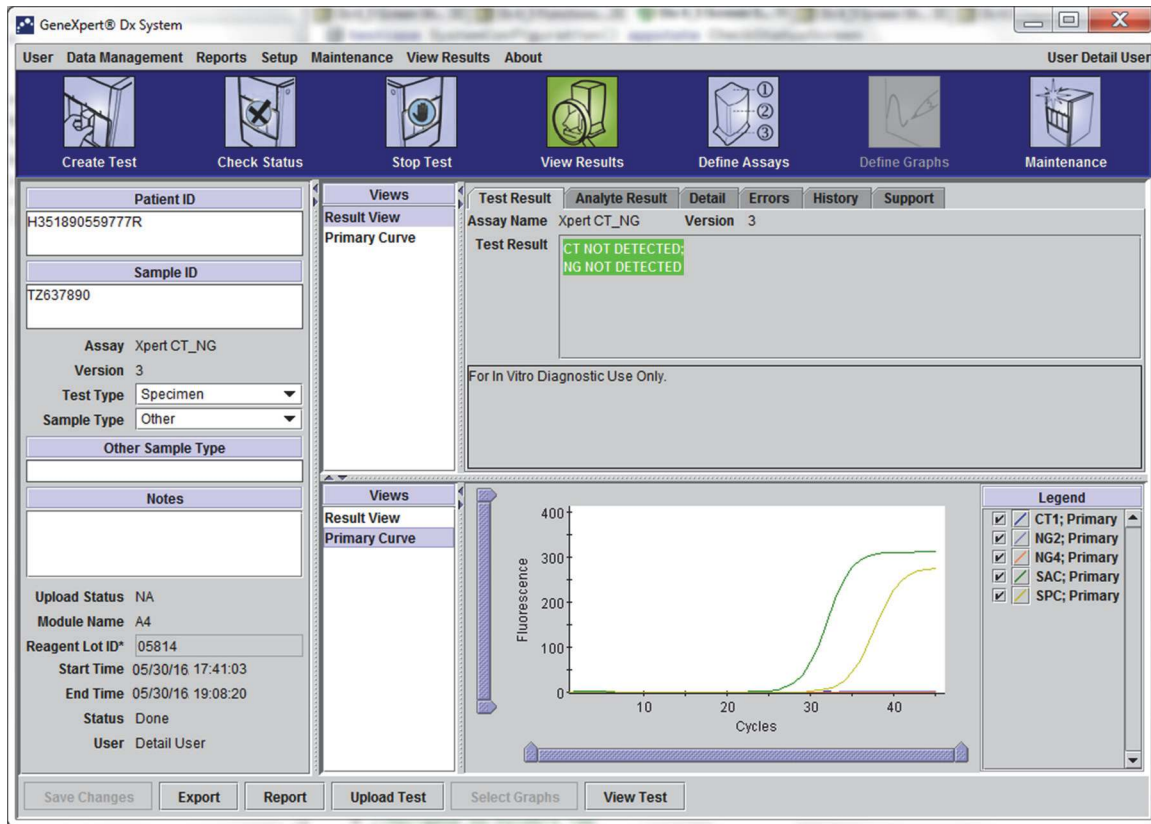 GeneXpert® Dx System
User Data Management Reports Setup Maintenance View Results About User Detail User
Create Test Check Status Stop Test View Results Define Assays Define Graphs Maintenance
① ② ③
Patient ID
H351890559777R
Sample ID
TZ637890
Assay Xpert CT_NG
Version 3
Test Type Specimen
Sample Type Other
Other Sample Type
Notes
Upload Status NA
Module Name A4
Reagent Lot ID* 05814
Start Time 05/30/16 17:41:03
End Time 05/30/16 19:08:20
Status Done
User Detail User
Views
Result View
Primary Curve
Test Result Analyte Result Detail Errors History Support
Assay Name Xpert CT_NG Version 3
Test Result CT NOT DETECTED;
NG NOT DETECTED
For In Vitro Diagnostic Use Only.
Views
Result View
Primary Curve
Fluorescence
400
300
200
100
0
10 20 30 40
Cycles
Legend
CT1; Primary
NG2; Primary
NG4; Primary
SAC; Primary
SPC; Primary
Save Changes Export Report Upload Test Select Graphs View Test